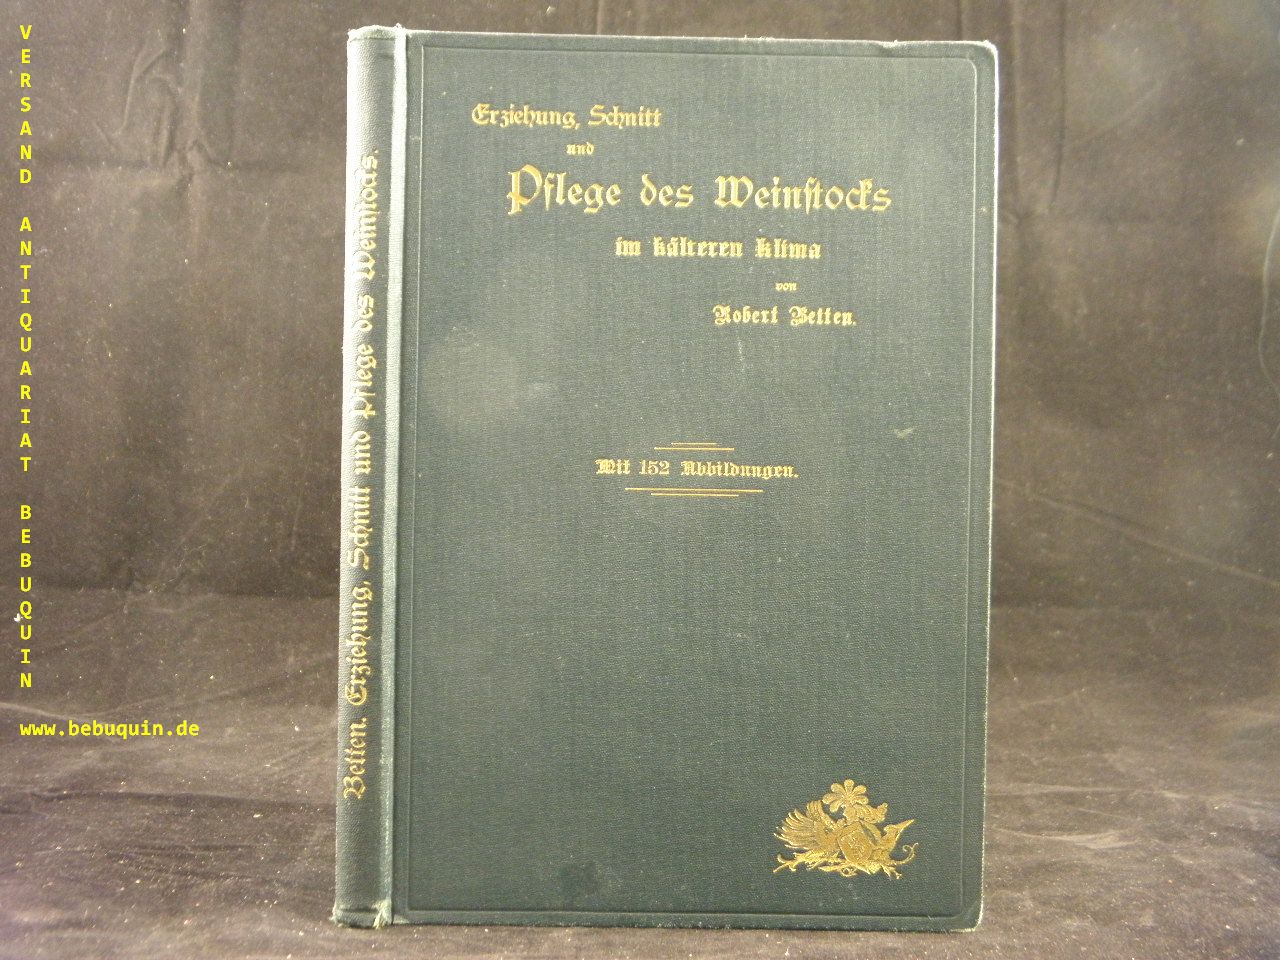 VERSAND ANTIQUARIAT BEBUQUIN
www.bebuquin.de
Betten. Erziehung, Schnitt und Pflege des Weinstocks.
Erziehung, Schnitt
und
Pflege des Weinstocks
im kälteren Klima
von
Robert Betten.
Mit 152 Abbildungen.